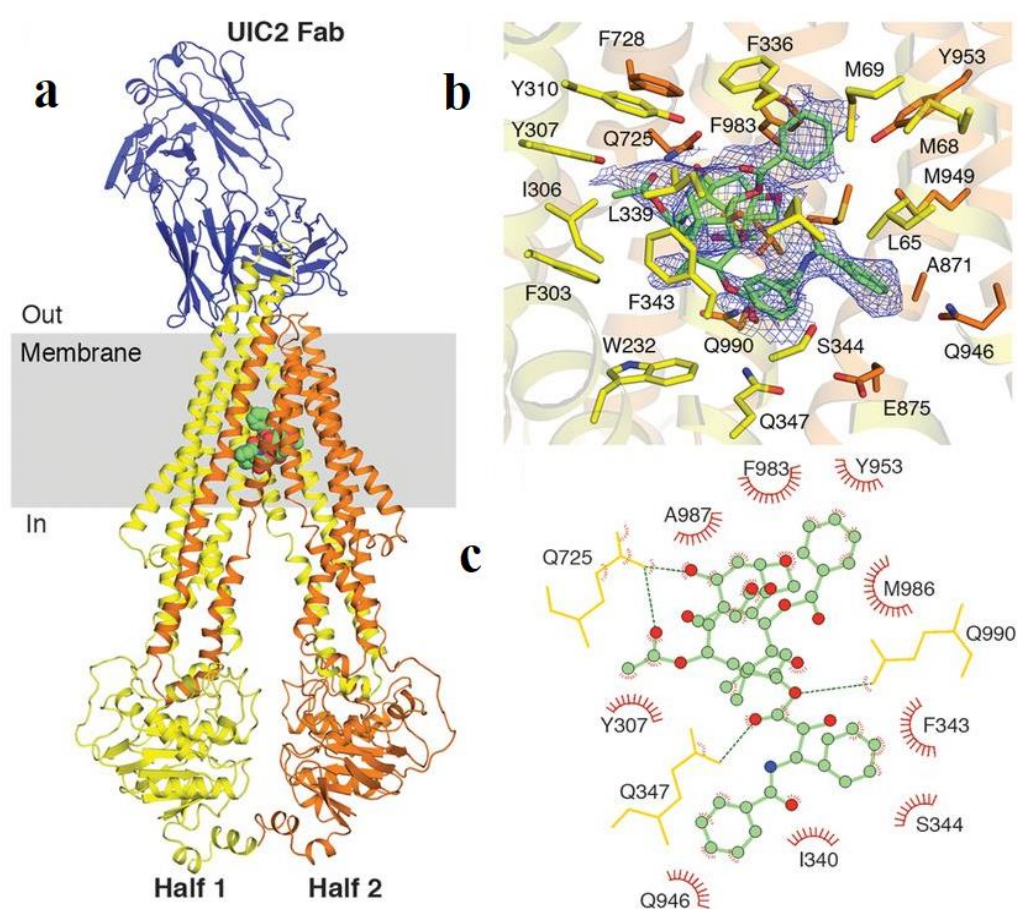 a
UIC2 Fab
Out
Membrane
In
Half 1
Half 2
b
F728
F336
M69
Y953
Y310
Q725
F983
Y307
M68
M949
I306
L339
L65
A871
F303
F343
Q946
W232
Q990
S344
Q347
E875
c
F983
Y953
A987
Q725
M986
Q990
Y307
F343
Q347
S344
I340
Q946